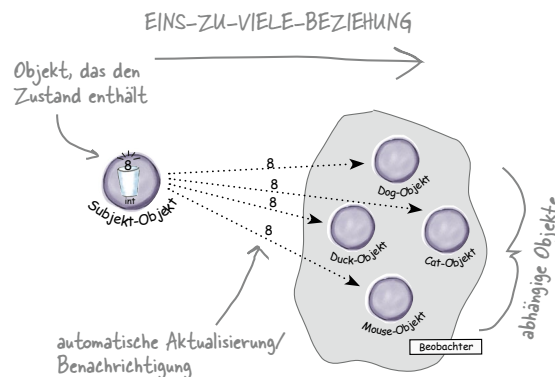 EINS-ZU-VIELE-BEZIEHUNG
Objekt, das den
Zustand enthält
8
int
Subjekt-Objekt
8
8
8
8
Dog-Objekt
Duck-Objekt
Cat-Objekt
Mouse-Objekt
abhängige Objekte
Beobachter
automatische Aktualisierung/
Benachrichtigung